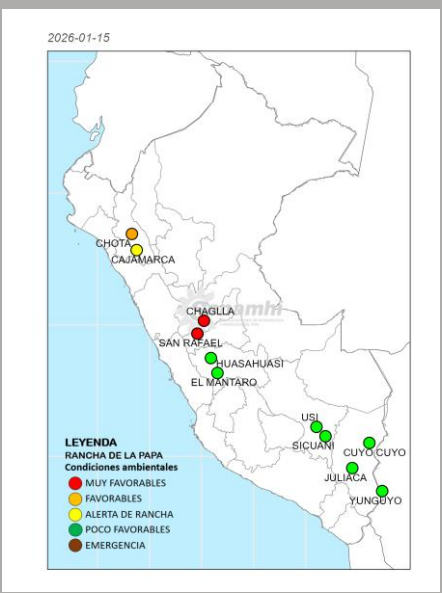 2026-01-15
CHOTA
CAJAMARCA
CHAGLLA
senamhi
SAN RAFAEL
HUASAHUASI
EL MANTARO
USI
SICUANI
CUYO CUYO
JULIACA
YUNGUYO
LEYENDA
RANCHA DE LA PAPA
Condiciones ambientales
MUY FAVORABLES
FAVORABLES
ALERTA DE RANCHA
POCO FAVORABLES
EMERGENCIA